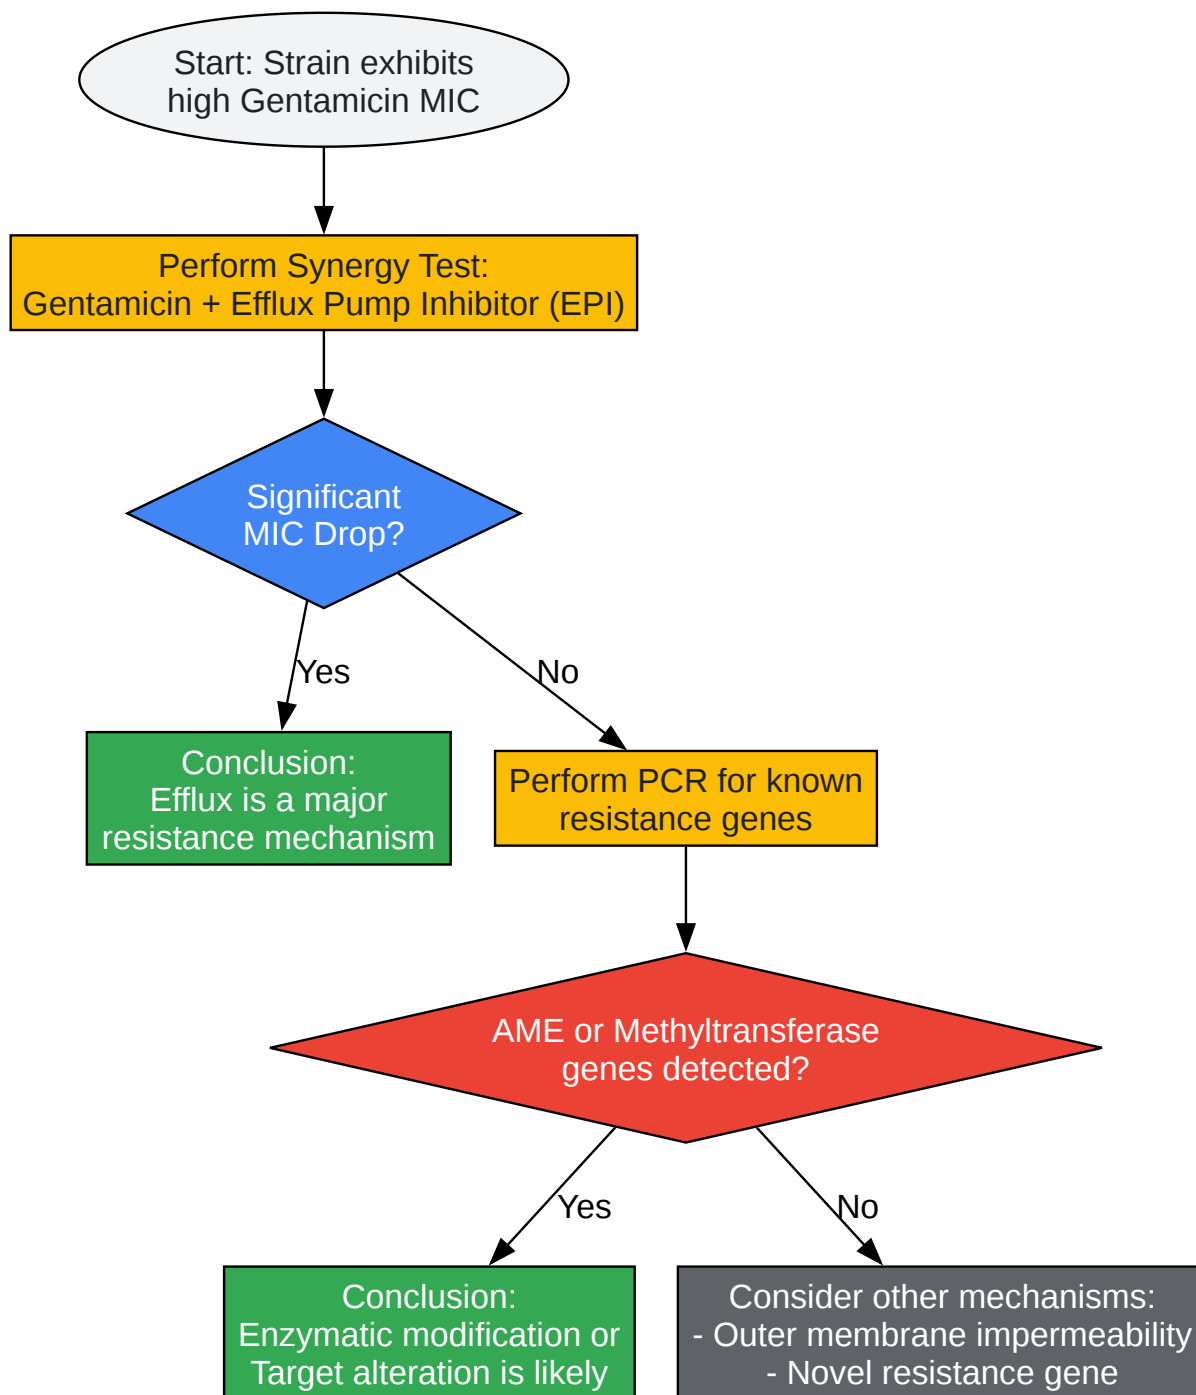 Start: Strain exhibits
high Gentamicin MIC
Perform Synergy Test:
Gentamicin + Efflux Pump Inhibitor (EPI)
Significant
MIC Drop?
Yes
No
Conclusion:
Efflux is a major
resistance mechanism
Perform PCR for known
resistance genes
AME or Methyltransferase
genes detected?
Yes
No
Conclusion:
Enzymatic modification or
Target alteration is likely
Consider other mechanisms:
- Outer membrane impermeability
- Novel resistance gene